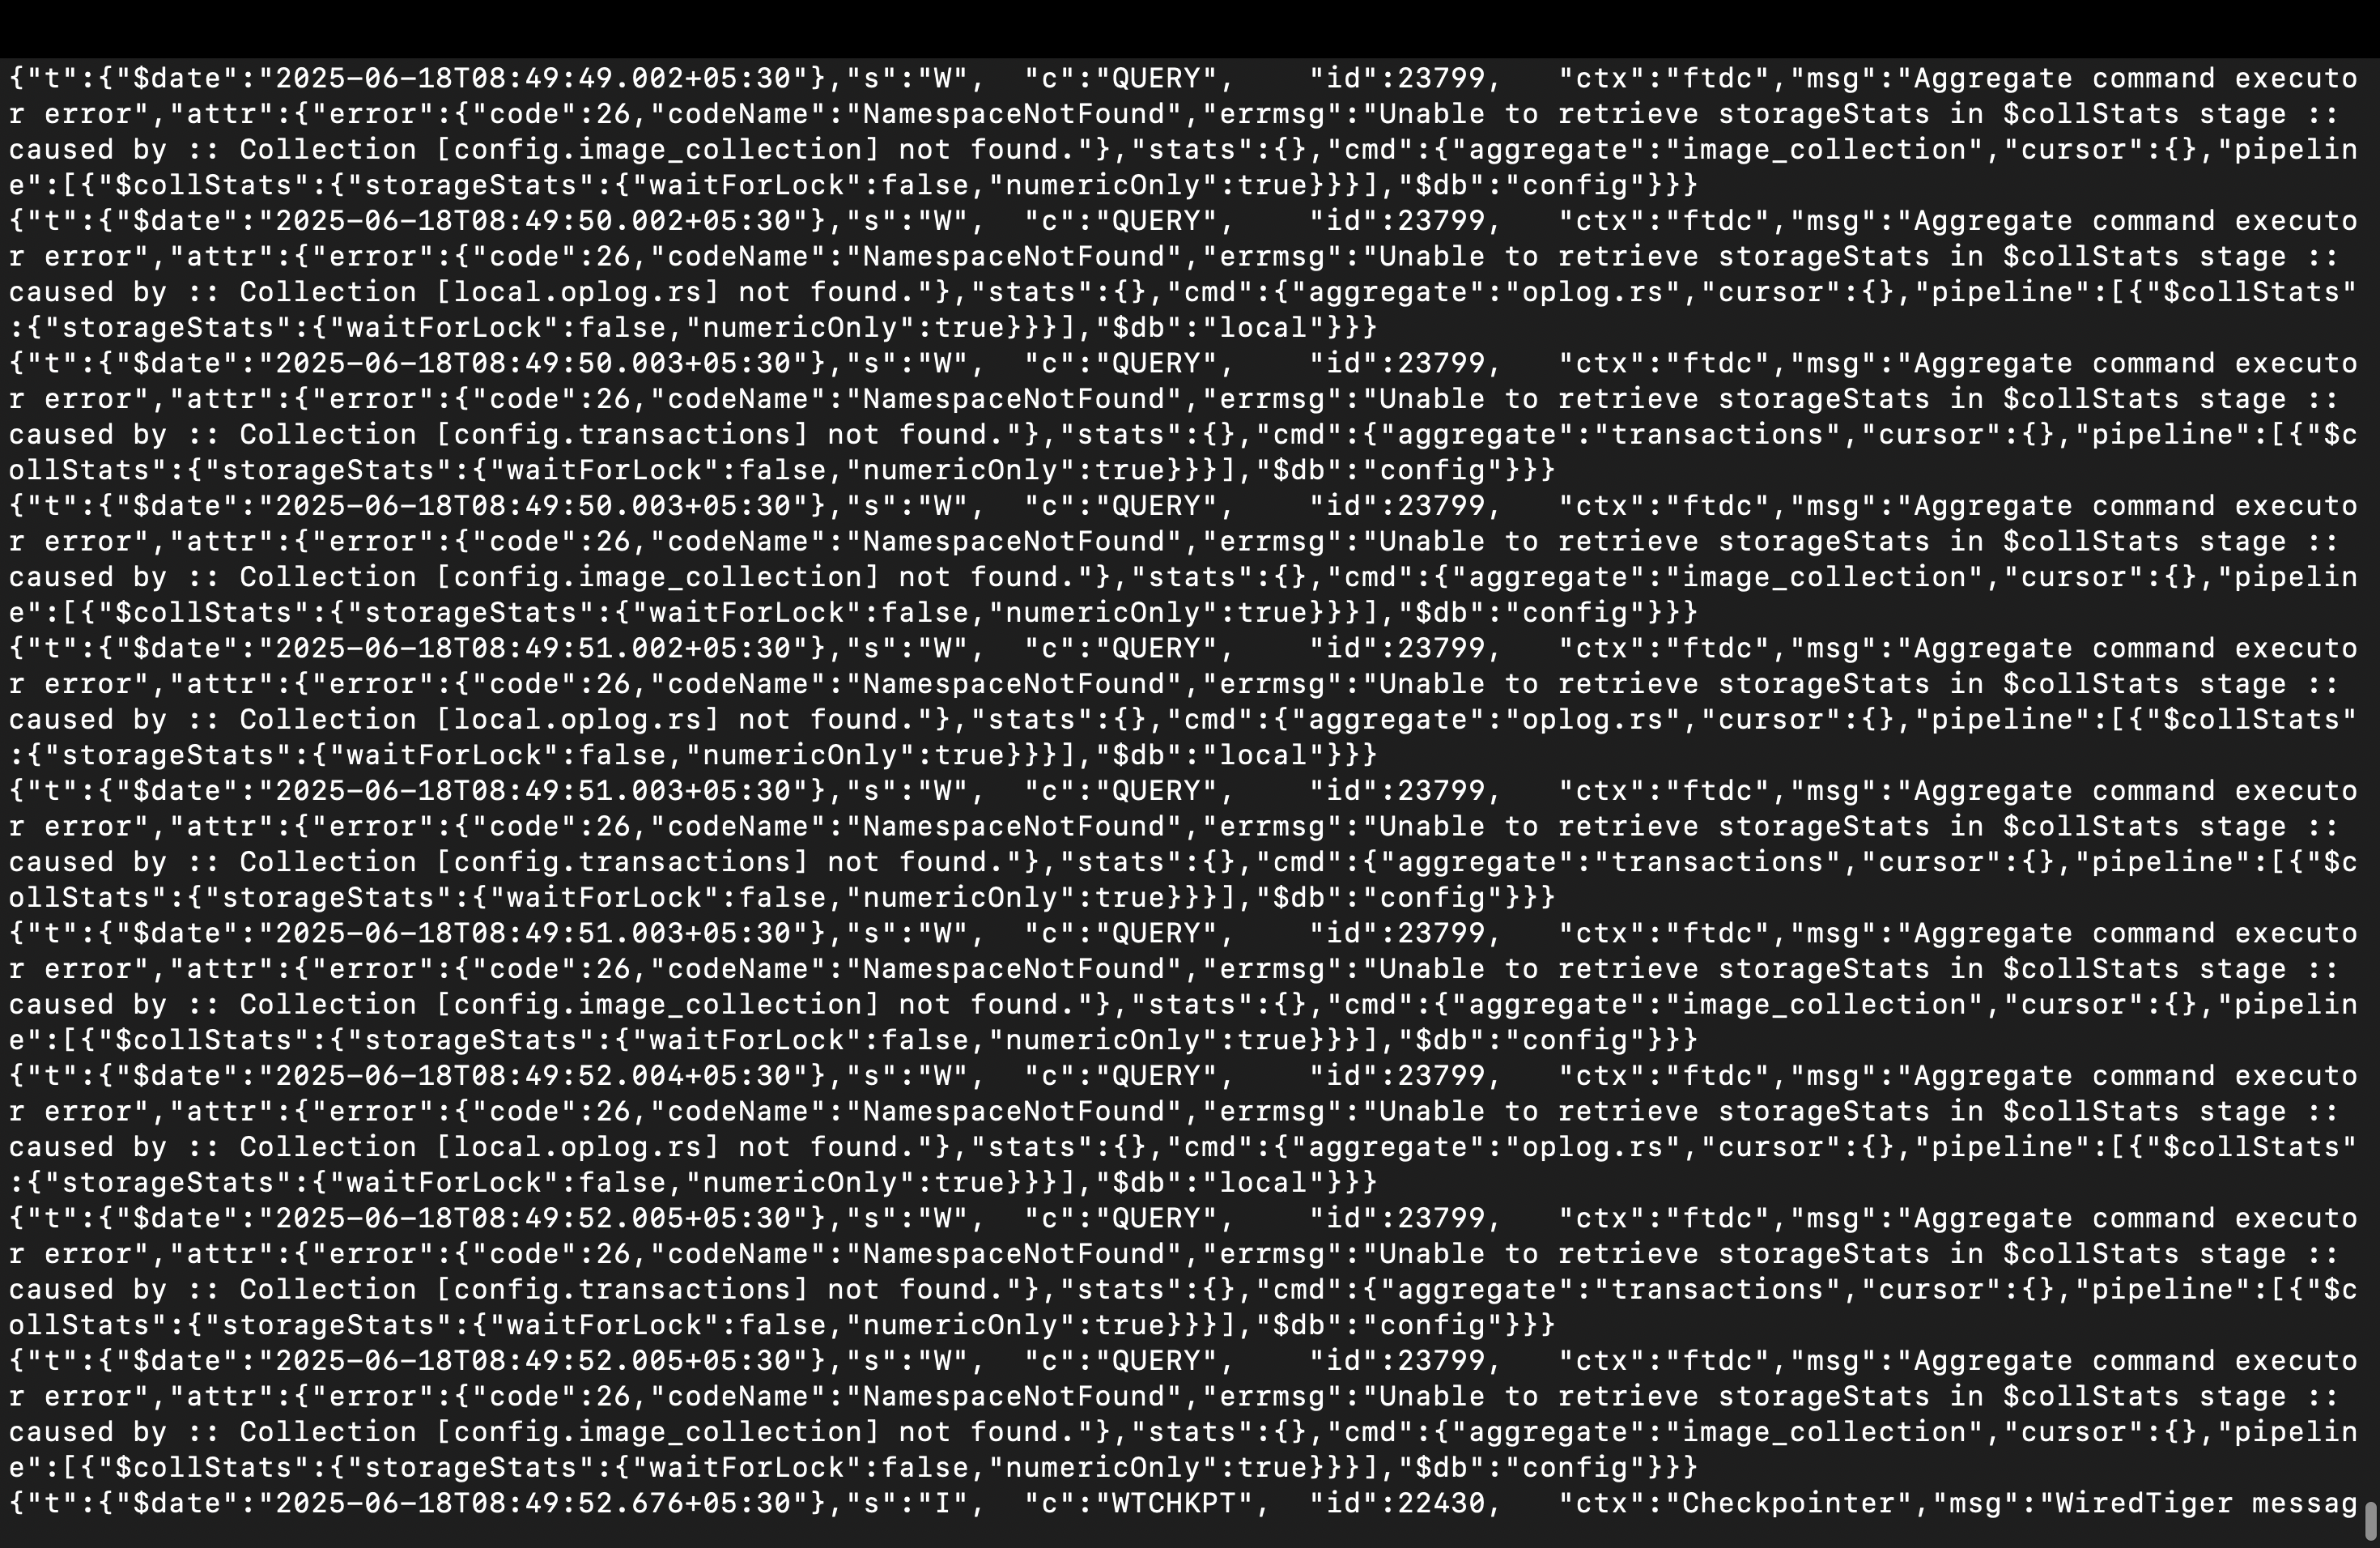 {"t":{"$date":"2025-06-18T08:49:49.002+05:30"},"s":"W",  "c":"QUERY",    "id":23799,   "ctx":"ftdc","msg":"Aggregate command executo
r error","attr":{"error":{"code":26,"codeName":"NamespaceNotFound","errmsg":"Unable to retrieve storageStats in $collStats stage ::
caused by :: Collection [config.image_collection] not found."},"stats":{},"cmd":{"aggregate":"image_collection","cursor":{},"pipelin
e":[{"$collStats":{"storageStats":{"waitForLock":false,"numericOnly":true}}}],"$db":"config"}}}
{"t":{"$date":"2025-06-18T08:49:50.002+05:30"},"s":"W",  "c":"QUERY",    "id":23799,   "ctx":"ftdc","msg":"Aggregate command executo
r error","attr":{"error":{"code":26,"codeName":"NamespaceNotFound","errmsg":"Unable to retrieve storageStats in $collStats stage ::
caused by :: Collection [local.oplog.rs] not found."},"stats":{},"cmd":{"aggregate":"oplog.rs","cursor":{},"pipeline":[{"$collStats"
:{"storageStats":{"waitForLock":false,"numericOnly":true}}}],"$db":"local"}}}
{"t":{"$date":"2025-06-18T08:49:50.003+05:30"},"s":"W",  "c":"QUERY",    "id":23799,   "ctx":"ftdc","msg":"Aggregate command executo
r error","attr":{"error":{"code":26,"codeName":"NamespaceNotFound","errmsg":"Unable to retrieve storageStats in $collStats stage ::
caused by :: Collection [config.transactions] not found."},"stats":{},"cmd":{"aggregate":"transactions","cursor":{},"pipeline":[{"$c
ollStats":{"storageStats":{"waitForLock":false,"numericOnly":true}}}],"$db":"config"}}}
{"t":{"$date":"2025-06-18T08:49:50.003+05:30"},"s":"W",  "c":"QUERY",    "id":23799,   "ctx":"ftdc","msg":"Aggregate command executo
r error","attr":{"error":{"code":26,"codeName":"NamespaceNotFound","errmsg":"Unable to retrieve storageStats in $collStats stage ::
caused by :: Collection [config.image_collection] not found."},"stats":{},"cmd":{"aggregate":"image_collection","cursor":{},"pipelin
e":[{"$collStats":{"storageStats":{"waitForLock":false,"numericOnly":true}}}],"$db":"config"}}}
{"t":{"$date":"2025-06-18T08:49:51.002+05:30"},"s":"W",  "c":"QUERY",    "id":23799,   "ctx":"ftdc","msg":"Aggregate command executo
r error","attr":{"error":{"code":26,"codeName":"NamespaceNotFound","errmsg":"Unable to retrieve storageStats in $collStats stage ::
caused by :: Collection [local.oplog.rs] not found."},"stats":{},"cmd":{"aggregate":"oplog.rs","cursor":{},"pipeline":[{"$collStats"
:{"storageStats":{"waitForLock":false,"numericOnly":true}}}],"$db":"local"}}}
{"t":{"$date":"2025-06-18T08:49:51.003+05:30"},"s":"W",  "c":"QUERY",    "id":23799,   "ctx":"ftdc","msg":"Aggregate command executo
r error","attr":{"error":{"code":26,"codeName":"NamespaceNotFound","errmsg":"Unable to retrieve storageStats in $collStats stage ::
caused by :: Collection [config.transactions] not found."},"stats":{},"cmd":{"aggregate":"transactions","cursor":{},"pipeline":[{"$c
ollStats":{"storageStats":{"waitForLock":false,"numericOnly":true}}}],"$db":"config"}}}
{"t":{"$date":"2025-06-18T08:49:51.003+05:30"},"s":"W",  "c":"QUERY",    "id":23799,   "ctx":"ftdc","msg":"Aggregate command executo
r error","attr":{"error":{"code":26,"codeName":"NamespaceNotFound","errmsg":"Unable to retrieve storageStats in $collStats stage ::
caused by :: Collection [config.image_collection] not found."},"stats":{},"cmd":{"aggregate":"image_collection","cursor":{},"pipelin
e":[{"$collStats":{"storageStats":{"waitForLock":false,"numericOnly":true}}}],"$db":"config"}}}
{"t":{"$date":"2025-06-18T08:49:52.004+05:30"},"s":"W",  "c":"QUERY",    "id":23799,   "ctx":"ftdc","msg":"Aggregate command executo
r error","attr":{"error":{"code":26,"codeName":"NamespaceNotFound","errmsg":"Unable to retrieve storageStats in $collStats stage ::
caused by :: Collection [local.oplog.rs] not found."},"stats":{},"cmd":{"aggregate":"oplog.rs","cursor":{},"pipeline":[{"$collStats"
:{"storageStats":{"waitForLock":false,"numericOnly":true}}}],"$db":"local"}}}
{"t":{"$date":"2025-06-18T08:49:52.005+05:30"},"s":"W",  "c":"QUERY",    "id":23799,   "ctx":"ftdc","msg":"Aggregate command executo
r error","attr":{"error":{"code":26,"codeName":"NamespaceNotFound","errmsg":"Unable to retrieve storageStats in $collStats stage ::
caused by :: Collection [config.transactions] not found."},"stats":{},"cmd":{"aggregate":"transactions","cursor":{},"pipeline":[{"$c
ollStats":{"storageStats":{"waitForLock":false,"numericOnly":true}}}],"$db":"config"}}}
{"t":{"$date":"2025-06-18T08:49:52.005+05:30"},"s":"W",  "c":"QUERY",    "id":23799,   "ctx":"ftdc","msg":"Aggregate command executo
r error","attr":{"error":{"code":26,"codeName":"NamespaceNotFound","errmsg":"Unable to retrieve storageStats in $collStats stage ::
caused by :: Collection [config.image_collection] not found."},"stats":{},"cmd":{"aggregate":"image_collection","cursor":{},"pipelin
e":[{"$collStats":{"storageStats":{"waitForLock":false,"numericOnly":true}}}],"$db":"config"}}}
{"t":{"$date":"2025-06-18T08:49:52.676+05:30"},"s":"I",  "c":"WTCHKPT",  "id":22430,   "ctx":"Checkpointer","msg":"WiredTiger messag